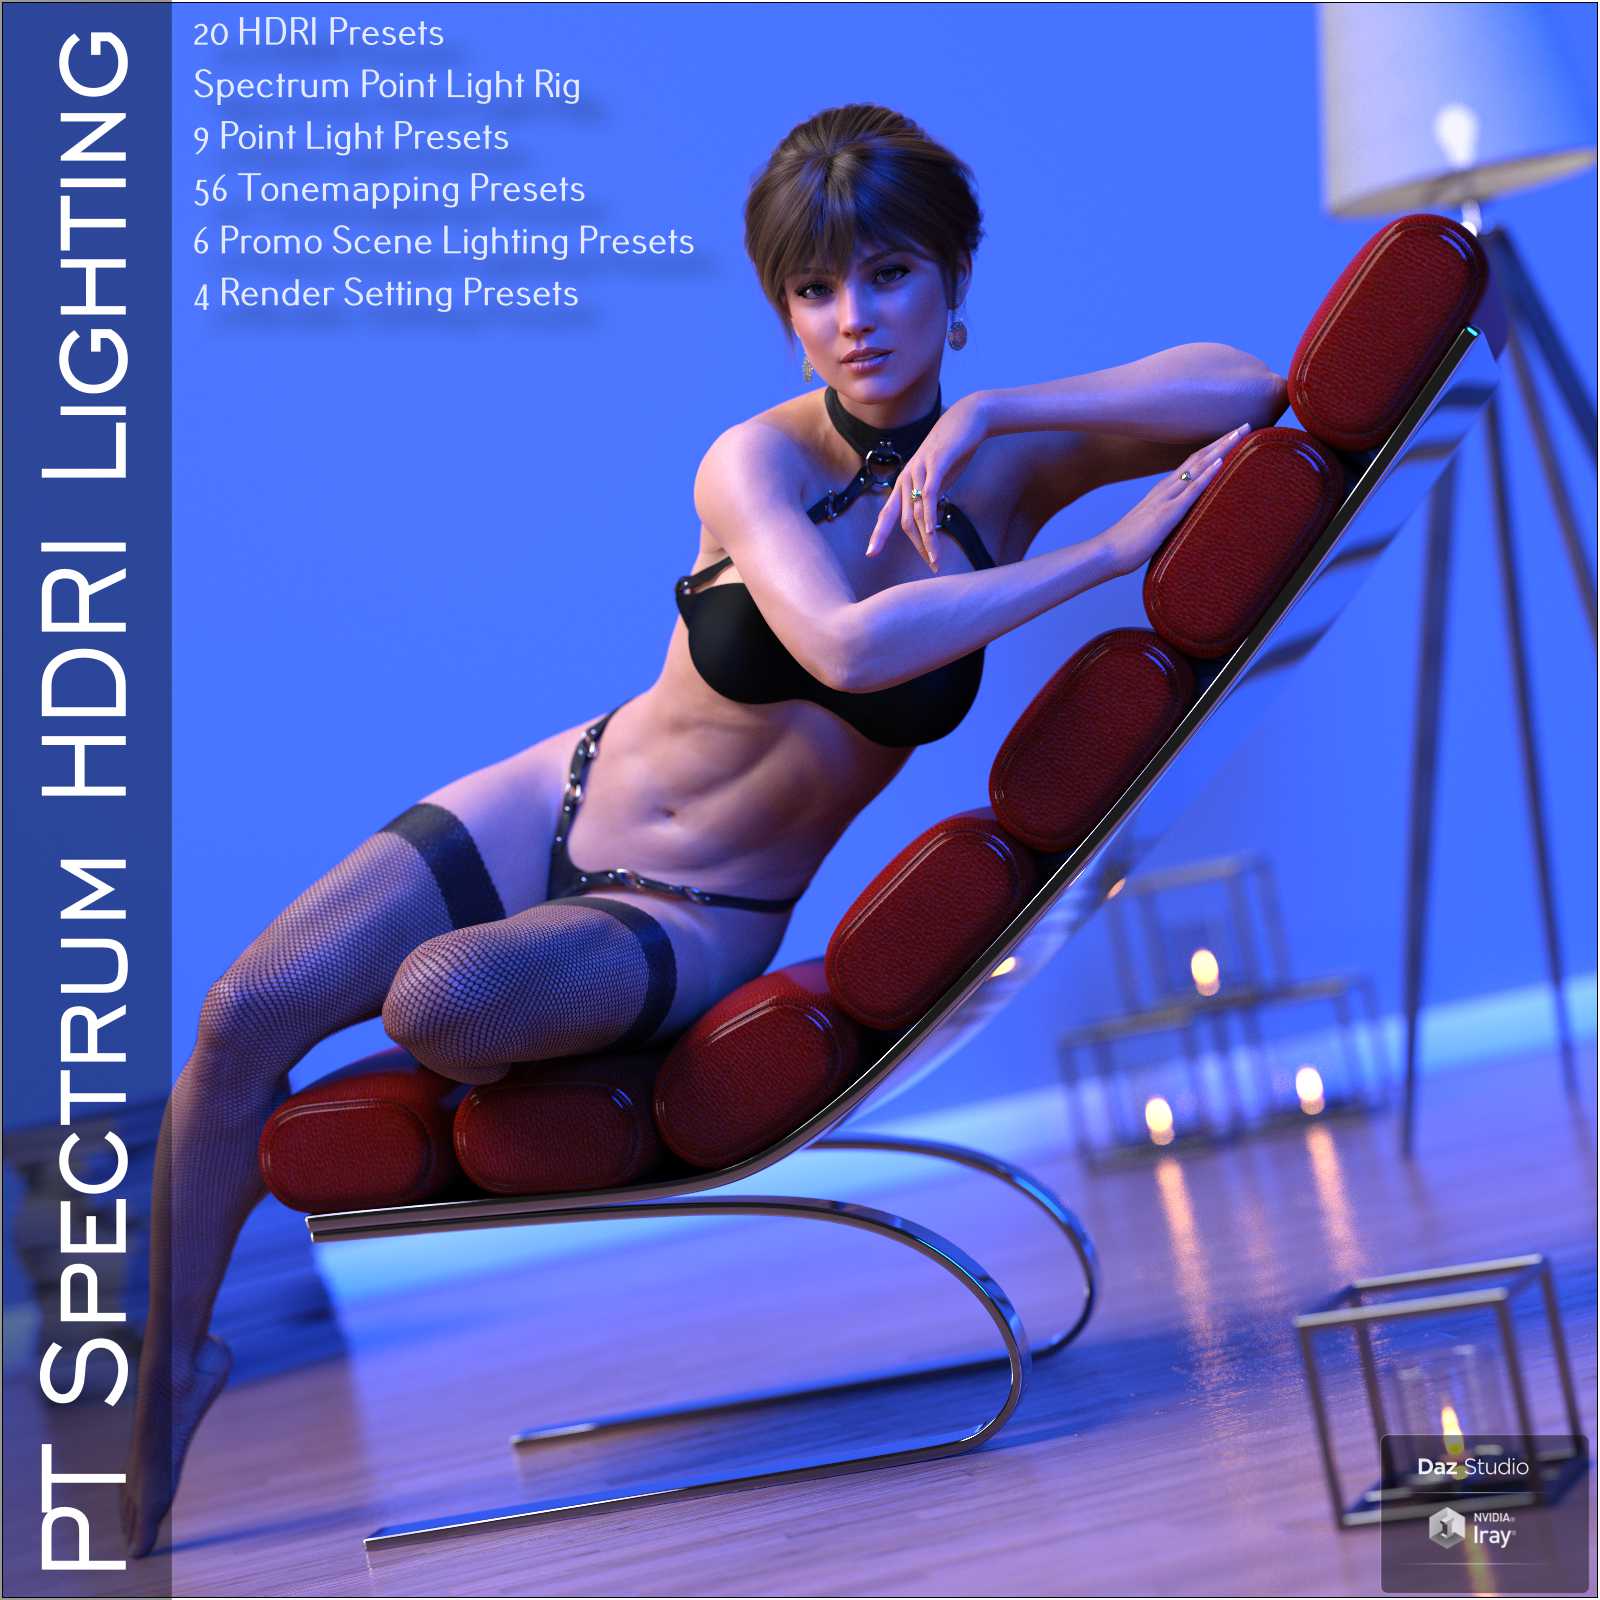 PT SPECTRUM HDRI LIGHTING
20 HDRI Presets
Spectrum Point Light Rig
9 Point Light Presets
56 Tonemapping Presets
6 Promo Scene Lighting Presets
4 Render Setting Presets
Daz Studio
NVIDIA®
Iray®